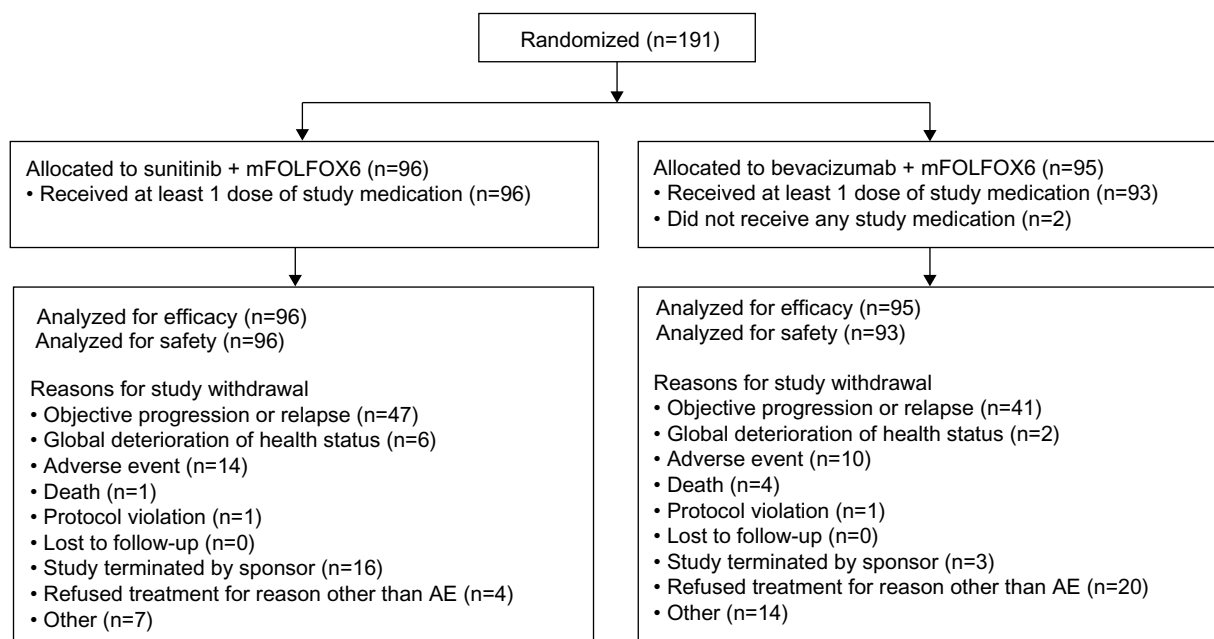 Randomized (n=191)
Allocated to sunitinib + mFOLFOX6 (n=96)
• Received at least 1 dose of study medication (n=96)
Allocated to bevacizumab + mFOLFOX6 (n=95)
• Received at least 1 dose of study medication (n=93)
• Did not receive any study medication (n=2)
Analyzed for efficacy (n=96)
Analyzed for safety (n=96)
Reasons for study withdrawal
• Objective progression or relapse (n=47)
• Global deterioration of health status (n=6)
• Adverse event (n=14)
• Death (n=1)
• Protocol violation (n=1)
• Lost to follow-up (n=0)
• Study terminated by sponsor (n=16)
• Refused treatment for reason other than AE (n=4)
• Other (n=7)
Analyzed for efficacy (n=95)
Analyzed for safety (n=93)
Reasons for study withdrawal
• Objective progression or relapse (n=41)
• Global deterioration of health status (n=2)
• Adverse event (n=10)
• Death (n=4)
• Protocol violation (n=1)
• Lost to follow-up (n=0)
• Study terminated by sponsor (n=3)
• Refused treatment for reason other than AE (n=20)
• Other (n=14)